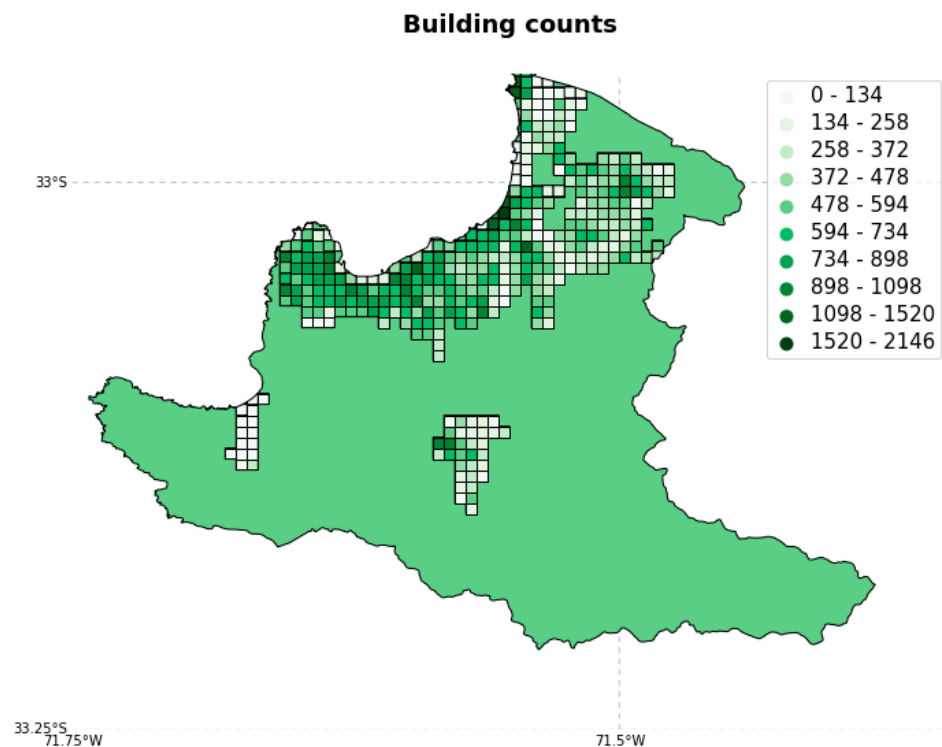 Building counts
0 - 134
134 - 258
258 - 372
372 - 478
478 - 594
594 - 734
734 - 898
898 - 1098
1098 - 1520
1520 - 2146
33°S
33.25°S
71.75°W
71.5°W